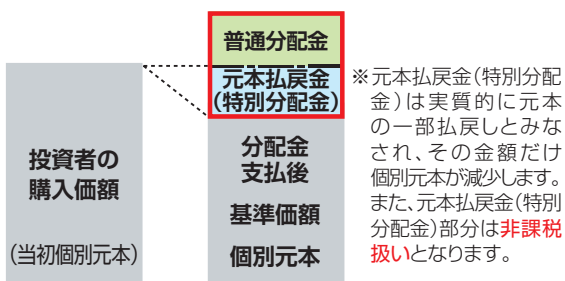 普通分配金
元本払戻金
(特別分配金)
投資者の
購入価額
(当初個別元本)
分配金
支払後
基準価額
個別元本
※元本払戻金(特別分配
金)は実質的に元本
の一部払戻しとみな
され、その金額だけ
個別元本が減少します。
また、元本払戻金(特別
分配金)部分は非課税
扱いとなります。